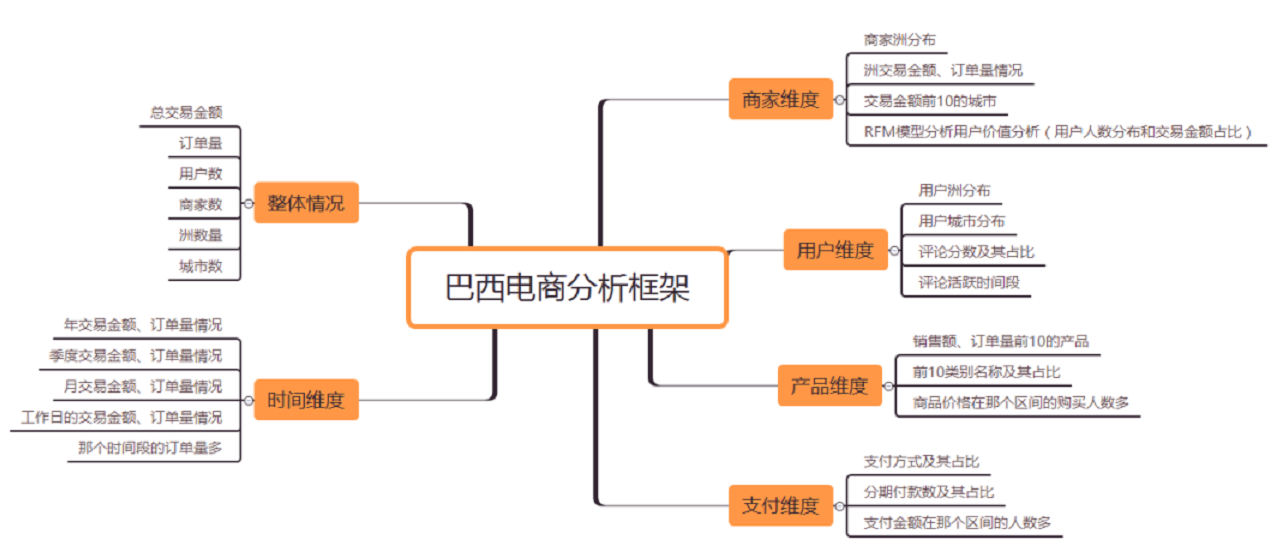 巴西电商分析框架
整体情况
总交易金额
订单量
用户数
商家数
洲数量
城市数
时间维度
年交易金额、订单量情况
季度交易金额、订单量情况
月交易金额、订单量情况
工作日的交易金额、订单量情况
那个时间段的订单量多
商家维度
商家洲分布
洲交易金额、订单量情况
交易金额前10的城市
RFM模型分析用户价值分析（用户人数分布和交易金额占比）
用户维度
用户洲分布
用户城市分布
评论分数及其占比
评论活跃时间段
产品维度
销售额、订单量前10的产品
前10类别名称及其占比
商品价格在那个区间的购买人数多
支付维度
支付方式及其占比
分期付款数及其占比
支付金额在那个区间的人数多